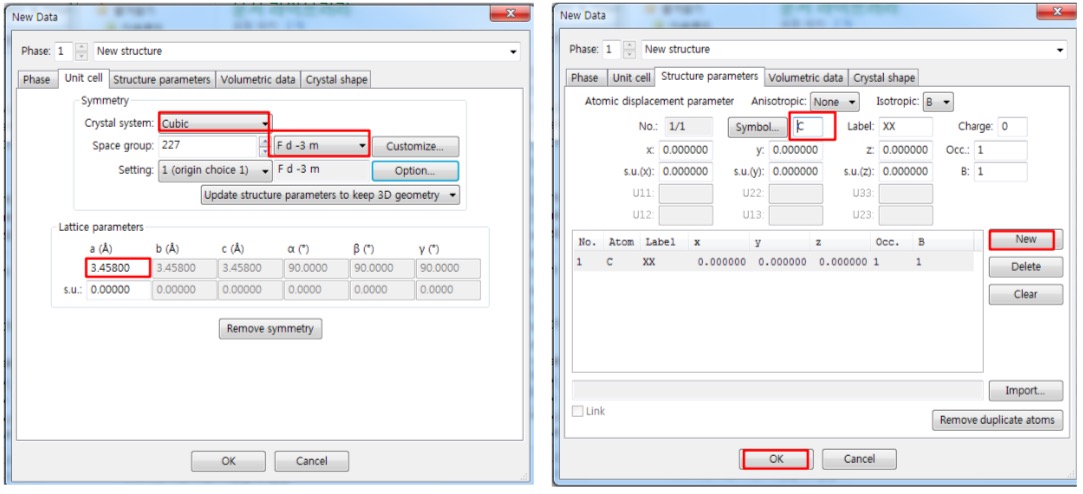 New Data
Phase: 1 New structure
Phase Unit cell Structure parameters Volumetric data Crystal shape
Symmetry
Crystal system: Cubic
Space group: 227 F d -3 m Customize...
Setting: 1 (origin choice 1) F d -3 m Option...
Update structure parameters to keep 3D geometry
Lattice parameters
a (Å) b (Å) c (Å) α (°) β (°) γ (°)
3.45800 3.45800 3.45800 90.0000 90.0000 90.0000
s.u.: 0.00000 0.00000 0.00000 0.0000 0.0000 0.0000
Remove symmetry
OK Cancel
New Data
Phase: 1 New structure
Phase Unit cell Structure parameters Volumetric data Crystal shape
Atomic displacement parameter Anisotropic: None Isotropic: B
No.: 1/1 Symbol... C Label: XX Charge: 0
x: 0.000000 y: 0.000000 z: 0.000000 Occ.: 1
s.u.(x): 0.000000 s.u.(y): 0.000000 s.u.(z): 0.000000 B: 1
U11: U22: U33:
U12: U13: U23:
No. Atom Label x y z Occ. B
1 C XX 0.000000 0.000000 0.000000 1 1
New
Delete
Clear
Import...
Link
Remove duplicate atoms
OK Cancel